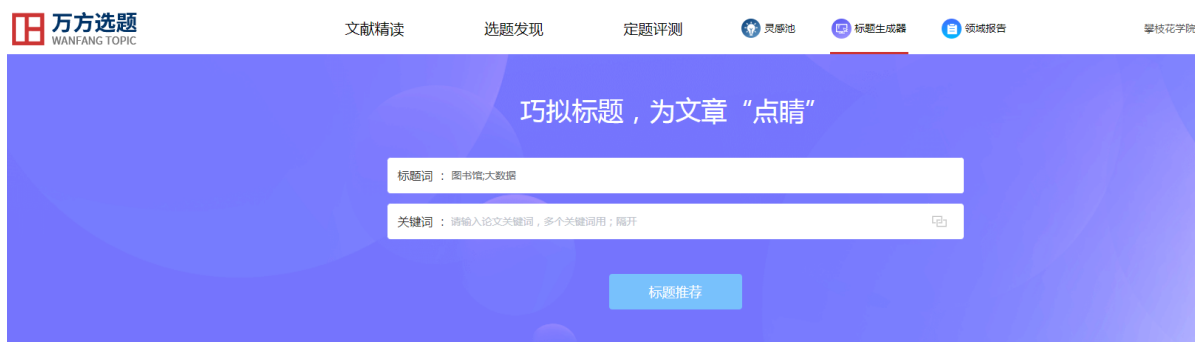 万方选题
WANFANG TOPIC
文献精读
选题发现
定题评测
灵感池
标题生成器
领域报告
攀枝花学院
巧拟标题，为文章“点睛”
标题词 ： 图书馆;大数据
关键词 ： 请输入论文关键词，多个关键词用；隔开
标题推荐